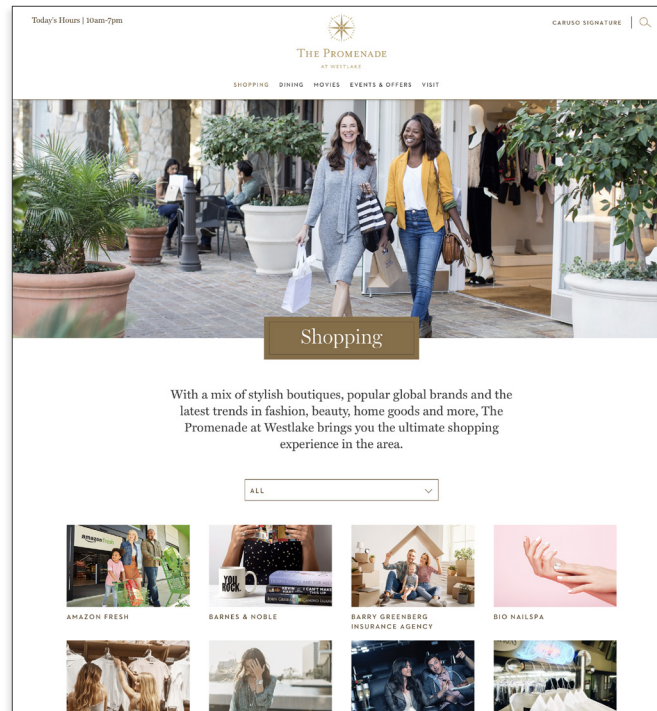 Today's Hours | 10am-7pm
CARUSO SIGNATURE
THE PROMENADE
AT WESTLAKE
SHOPPING DINING MOVIES EVENTS & OFFERS VISIT
Shopping
With a mix of stylish boutiques, popular global brands and the
latest trends in fashion, beauty, home goods and more, The
Promenade at Westlake brings you the ultimate shopping
experience in the area.
ALL
amazon fresh
YOU
ROCK.
AMAZON FRESH
BARNES & NOBLE
BARRY GREENBERG
INSURANCE AGENCY
BIO NAILSPA